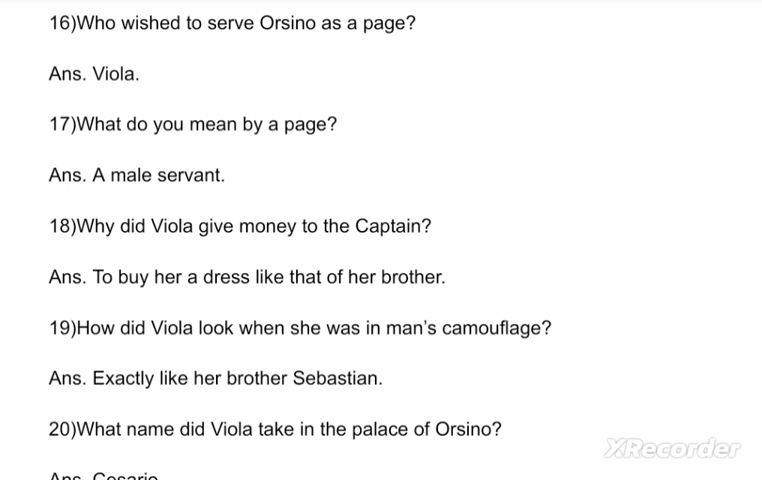 16)Who wished to serve Orsino as a page?
Ans. Viola.
17)What do you mean by a page?
Ans. A male servant.
18)Why did Viola give money to the Captain?
Ans. To buy her a dress like that of her brother.
19)How did Viola look when she was in man’s camouflage?
Ans. Exactly like her brother Sebastian.
20)What name did Viola take in the palace of Orsino?
XRecorder
Ans. Cesario